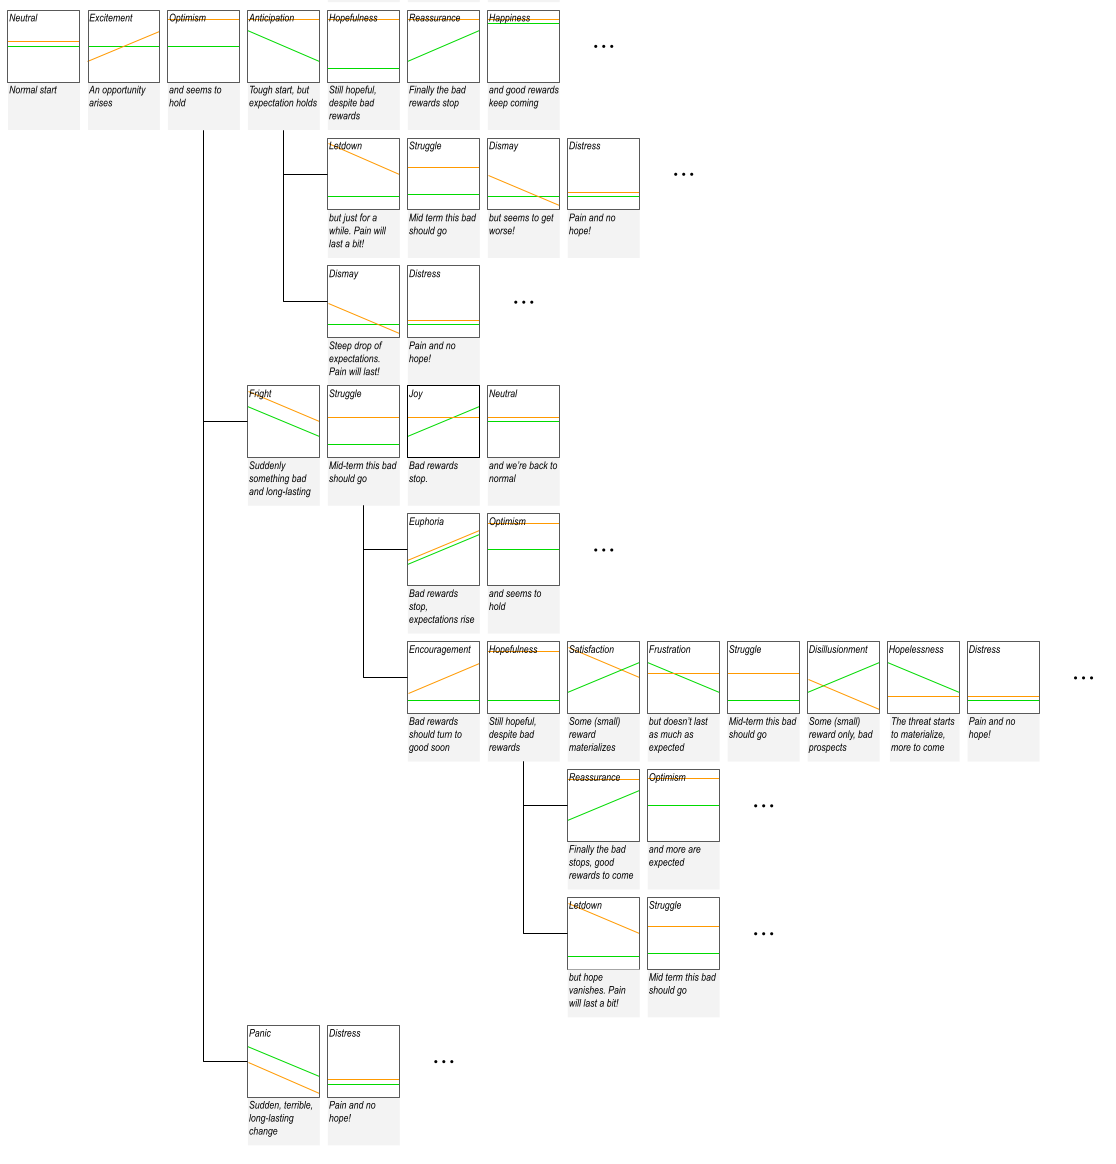 Neutral
Excitement
Optimism
Anticipation
Hopefulness
Reassurance
Happiness
Normal start
An opportunity
arises
and seems to
hold
Tough start, but
expectation holds
Still hopeful,
despite bad
rewards
Finally the bad
rewards stop
and good rewards
keep coming
...
Letdown
Struggle
Dismay
Distress
but just for a
while. Pain will
last a bit!
Mid term this bad
should go
but seems to get
worse!
Pain and no
hope!
...
Dismay
Distress
Steep drop of
expectations.
Pain will last!
Pain and no
hope!
...
Fright
Struggle
Joy
Neutral
Suddenly
something bad
and long-lasting
Mid-term this bad
should go
Bad rewards
stop.
and we're back to
normal
Euphoria
Optimism
Bad rewards
stop,
expectations rise
and seems to
hold
...
Encouragement
Hopefulness
Satisfaction
Frustration
Struggle
Disillusionment
Hopelessness
Distress
Bad rewards
should turn to
good soon
Still hopeful,
despite bad
rewards
Some (small)
reward
materializes
but doesn't last
as much as
expected
Mid-term this bad
should go
Some (small)
reward only, bad
prospects
The threat starts
to materialize,
more to come
Pain and no
hope!
...
Reassurance
Optimism
Finally the bad
stops, good
rewards to come
and more are
expected
...
Letdown
Struggle
but hope
vanishes. Pain
will last a bit!
Mid term this bad
should go
...
Panic
Distress
Sudden, terrible,
long-lasting
change
Pain and no
hope!
...